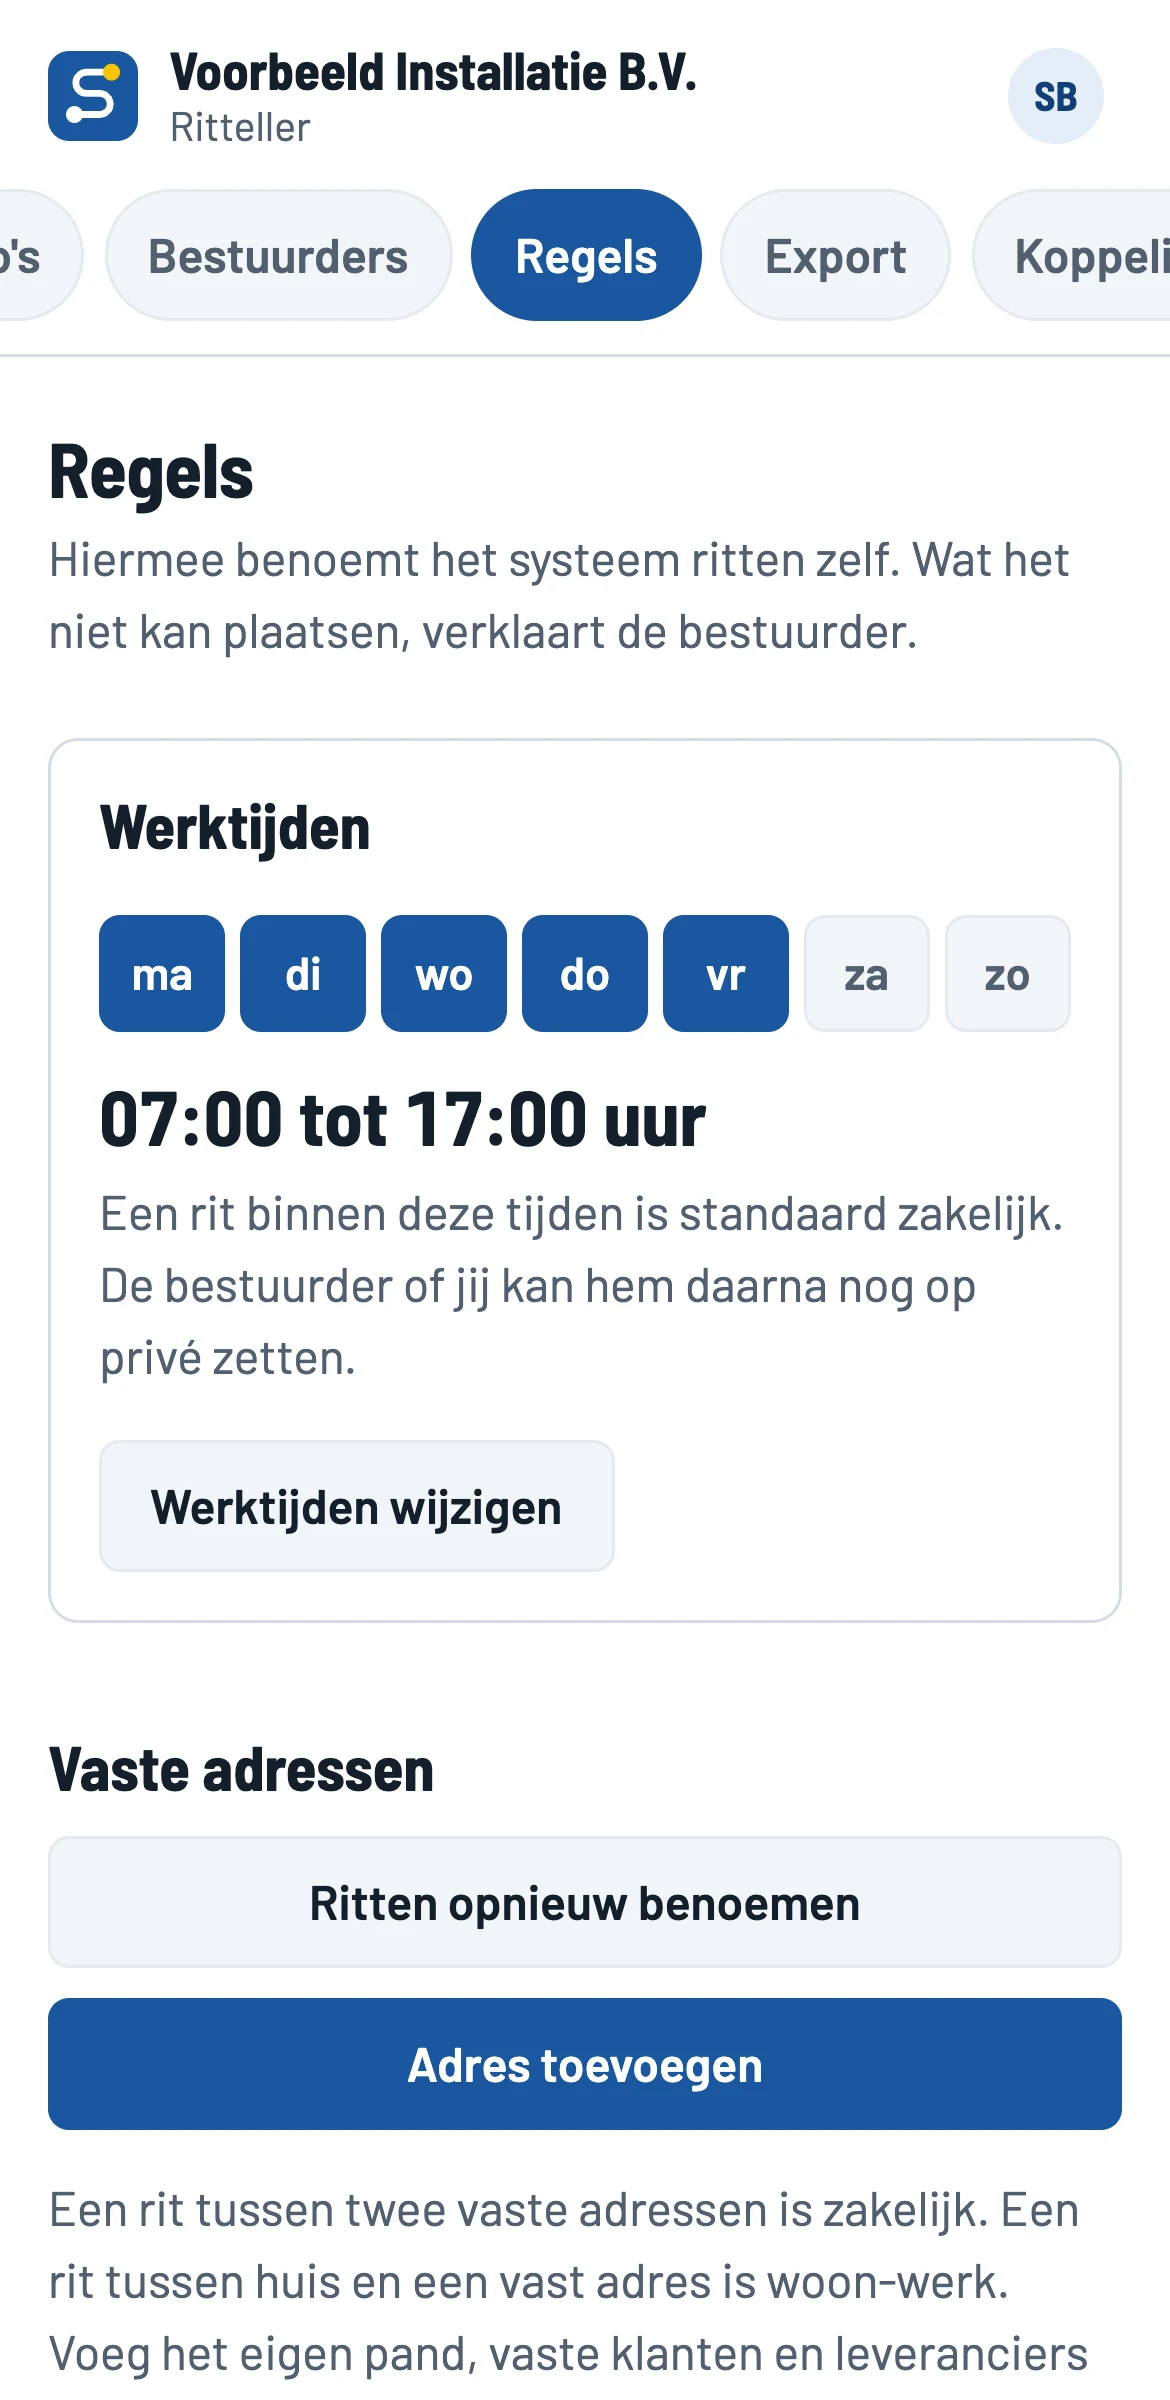 Voorbeeld Installatie B.V.
Ritteller
SB
Bestuurders
Regels
Export
Regels
Hiermee benoemt het systeem ritten zelf. Wat het
niet kan plaatsen, verklaart de bestuurder.
Werktijden
ma di wo do vr za zo
07:00 tot 17:00 uur
Een rit binnen deze tijden is standaard zakelijk.
De bestuurder of jij kan hem daarna nog op
privé zetten.
Werktijden wijzigen
Vaste adressen
Ritten opnieuw benoemen
Adres toevoegen
Een rit tussen twee vaste adressen is zakelijk. Een
rit tussen huis en een vast adres is woon-werk.
Voeg het eigen pand, vaste klanten en leveranciers